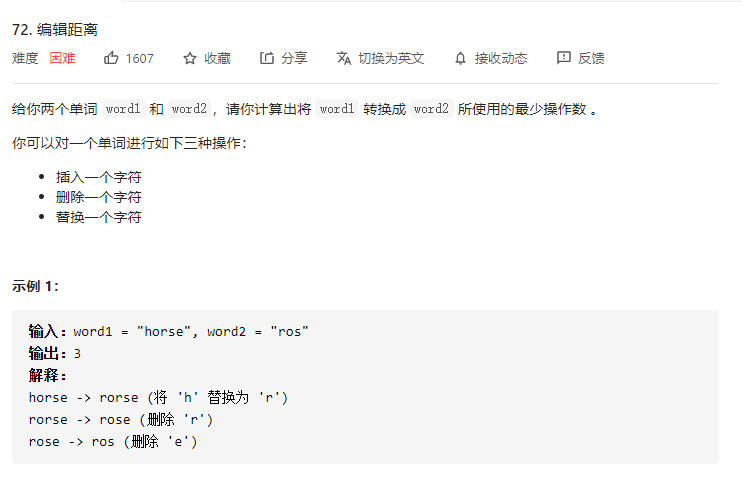 72. 编辑距离
难度 困难 1607 收藏 分享 切换为英文 接收动态 反馈
给你两个单词 word1 和 word2，请你计算出将 word1 转换成 word2 所使用的最少操作数 。
你可以对一个单词进行如下三种操作：
插入一个字符
删除一个字符
替换一个字符
示例 1：
输入：word1 = "horse", word2 = "ros"
输出：3
解释：
horse -> rorse (将 'h' 替换为 'r')
rorse -> rose (删除 'r')
rose -> ros (删除 'e')